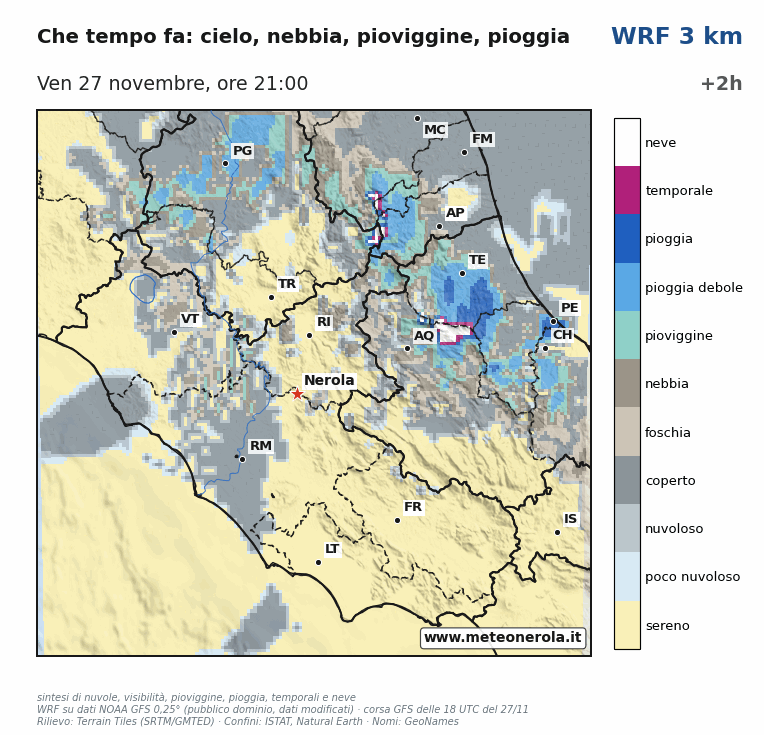 Che tempo fa: cielo, nebbia, pioviggine, pioggia
WRF 3 km
Ven 27 novembre, ore 21:00
+2h
MC
FM
PG
AP
TE
TR
PE
VT
RI
AQ
CH
Nerola
RM
FR
IS
LT
www.meteonerola.it
neve
temporale
pioggia
pioggia debole
pioviggine
nebbia
foschia
coperto
nuvoloso
poco nuvoloso
sereno
sintesi di nuvole, visibilità, pioviggine, pioggia, temporali e neve
WRF su dati NOAA GFS 0,25° (pubblico dominio, dati modificati) · corsa GFS delle 18 UTC del 27/11
Rilievo: Terrain Tiles (SRTM/GMTED) · Confini: ISTAT, Natural Earth · Nomi: GeoNames